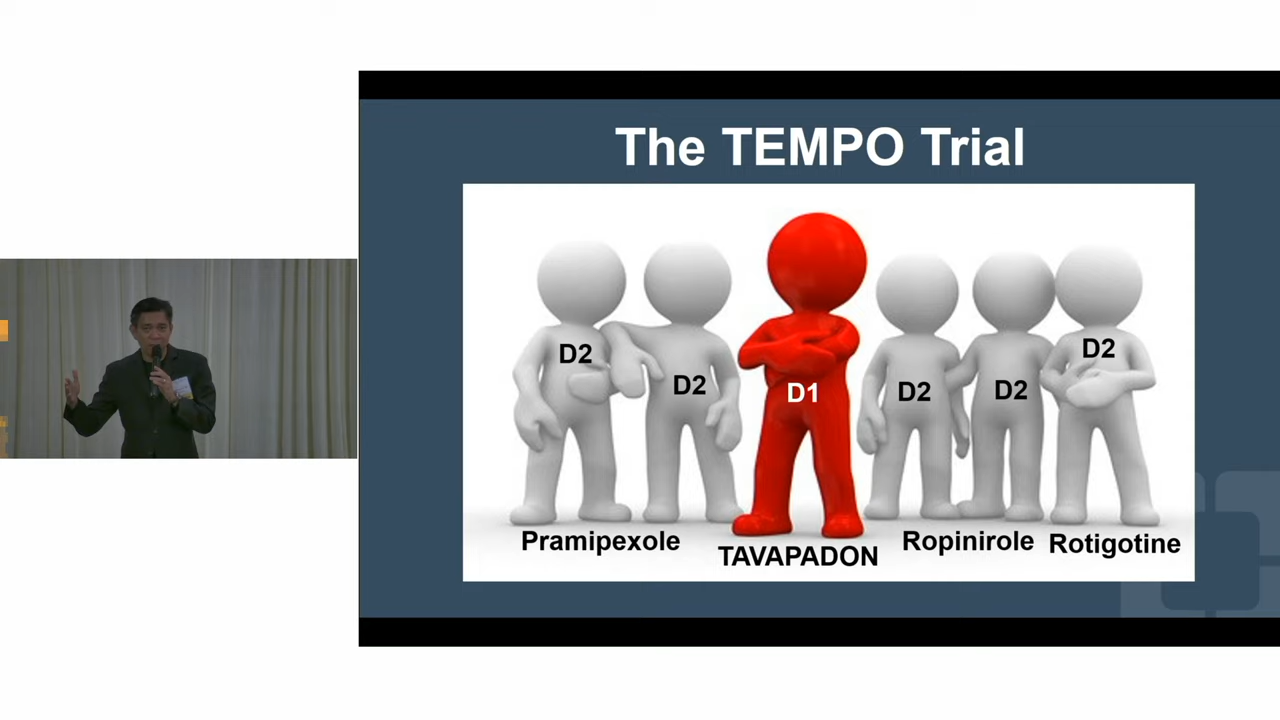 The TEMPO Trial
D2
D2
D1
D2
D2
D2
Pramipexole
TAVAPADON
Ropinirole
Rotigotine